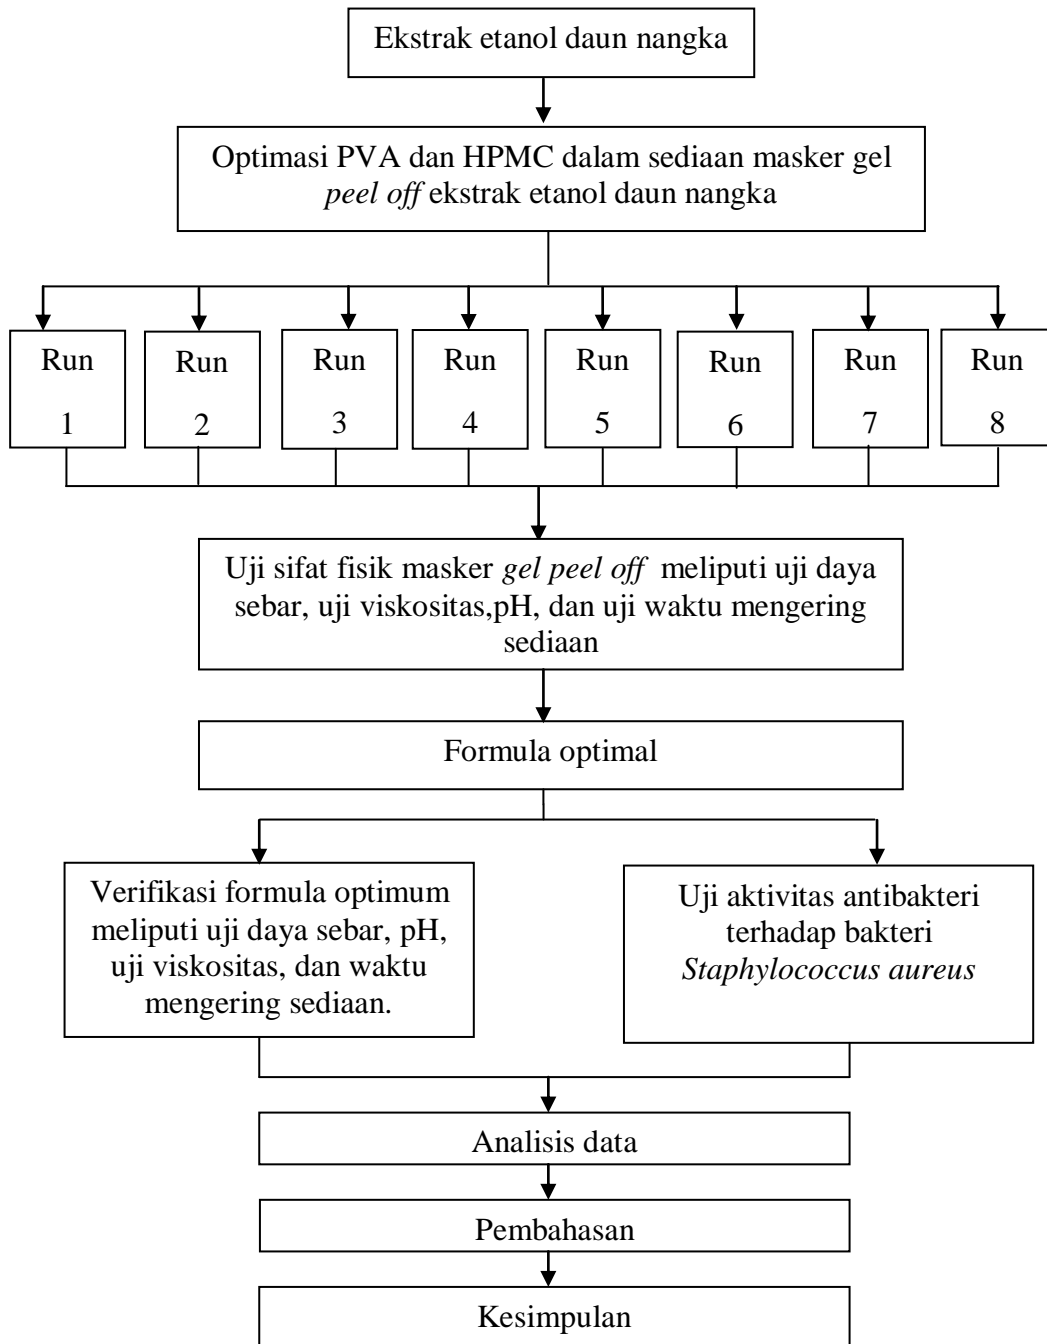 Ekstrak etanol daun nangka
Optimasi PVA dan HPMC dalam sediaan masker gel
peel off ekstrak etanol daun nangka
Run
1
Run
2
Run
3
Run
4
Run
5
Run
6
Run
7
Run
8
Uji sifat fisik masker gel peel off meliputi uji daya
sebar, uji viskositas,pH, dan uji waktu mengering
sediaan
Formula optimal
Verifikasi formula optimum
meliputi uji daya sebar, pH,
uji viskositas, dan waktu
mengering sediaan.
Uji aktivitas antibakteri
terhadap bakteri
Staphylococcus aureus
Analisis data
Pembahasan
Kesimpulan